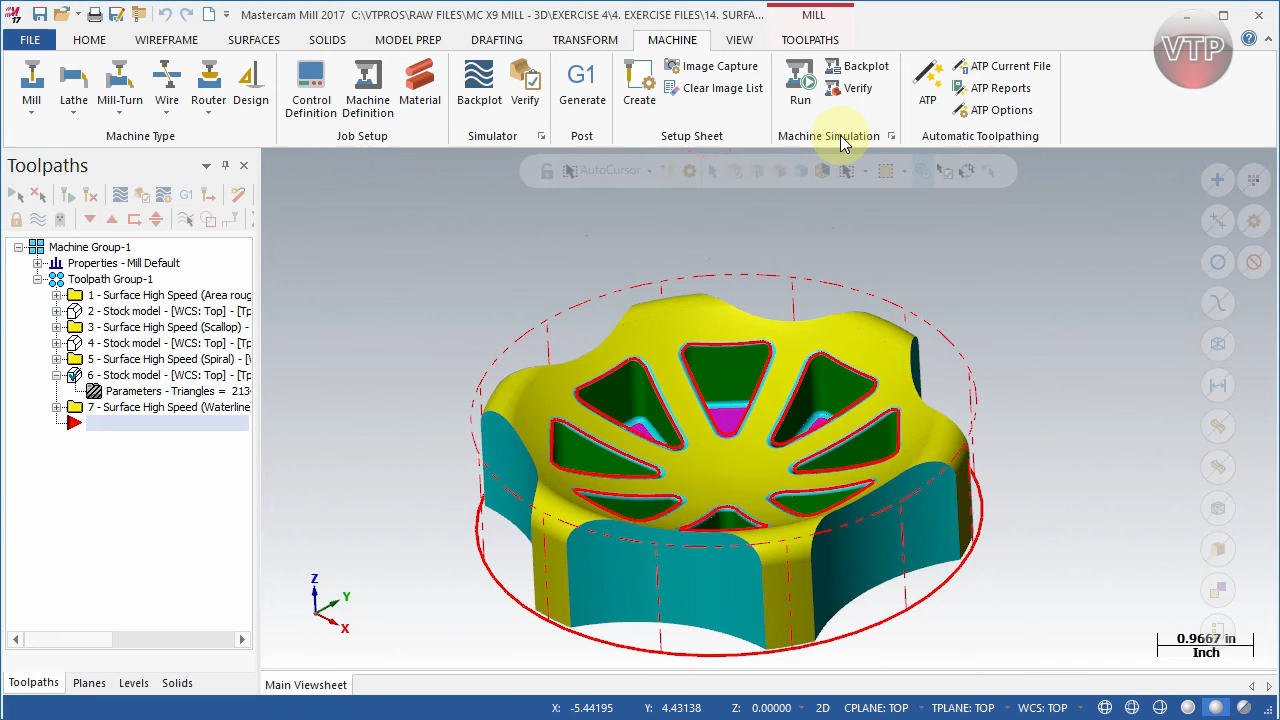 Mastercam Mill 2017 C:\VTPROS\RAW FILES\MC X9 MILL - 3D\EXERCISE 4\4. EXERCISE FILES\14. SURFA...
MILL
FILE HOME WIREFRAME SURFACES SOLIDS MODEL PREP DRAFTING TRANSFORM MACHINE VIEW TOOLPATHS
VTP
Mill Lathe Mill-Turn Wire Router Design
Machine Type
Control Definition Machine Definition Material
Job Setup
Backplot Verify
Simulator
G1
Generate
Post
Create Image Capture
Clear Image List
Setup Sheet
Run Backplot
Verify
Machine Simulation
ATP ATP Current File
ATP Reports
ATP Options
Automatic Toolpathing
Toolpaths
AutoCursor
G1
Machine Group-1
Properties - Mill Default
Toolpath Group-1
1 - Surface High Speed (Area roug
2 - Stock model - [WCS: Top] - [Tp
3 - Surface High Speed (Scallop) - [
4 - Stock model - [WCS: Top] - [Tp
5 - Surface High Speed (Spiral) - [V
6 - Stock model - [WCS: Top] - [Tp
Parameters - Triangles = 213
7 - Surface High Speed (Waterline
Z
Y
X
0.9667 in
Inch
Toolpaths Planes Levels Solids
Main Viewsheet
X: -5.44195 Y: 4.43138 Z: 0.00000 2D CPLANE: TOP TPLANE: TOP WCS: TOP